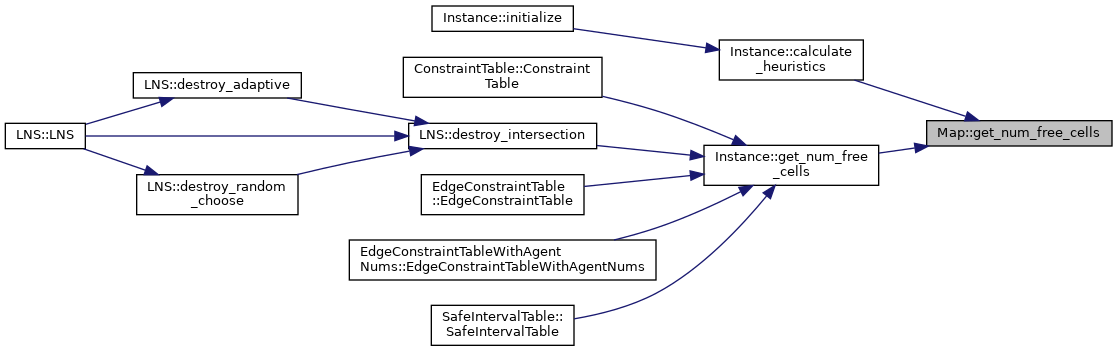 Instance::initialize
Instance::calculate
_heuristics
ConstraintTable::Constraint
Table
LNS::destroy_adaptive
LNS::LNS
LNS::destroy_intersection
Map::get_num_free_cells
Instance::get_num_free
_cells
LNS::destroy_random
_choose
EdgeConstraintTable
::EdgeConstraintTable
EdgeConstraintTableWithAgent
Nums::EdgeConstraintTableWithAgentNums
SafeIntervalTable::
SafeIntervalTable